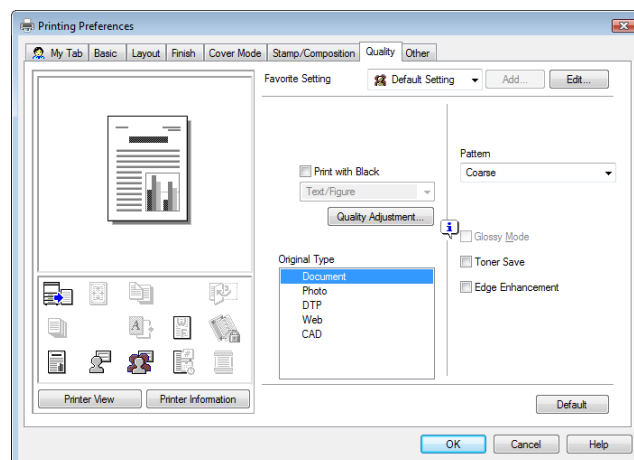 Printing Preferences
My Tab Basic Layout Finish Cover Mode Stamp/Composition Quality Other
Favorite Setting Default Setting Add... Edit...
Pattern
Print with Black
Coarse
Text/Figure
Quality Adjustment...
Glossy Mode
Original Type
Toner Save
Document
Photo
Edge Enhancement
DTP
Web
CAD
Printer View Printer Information
Default
OK Cancel Help